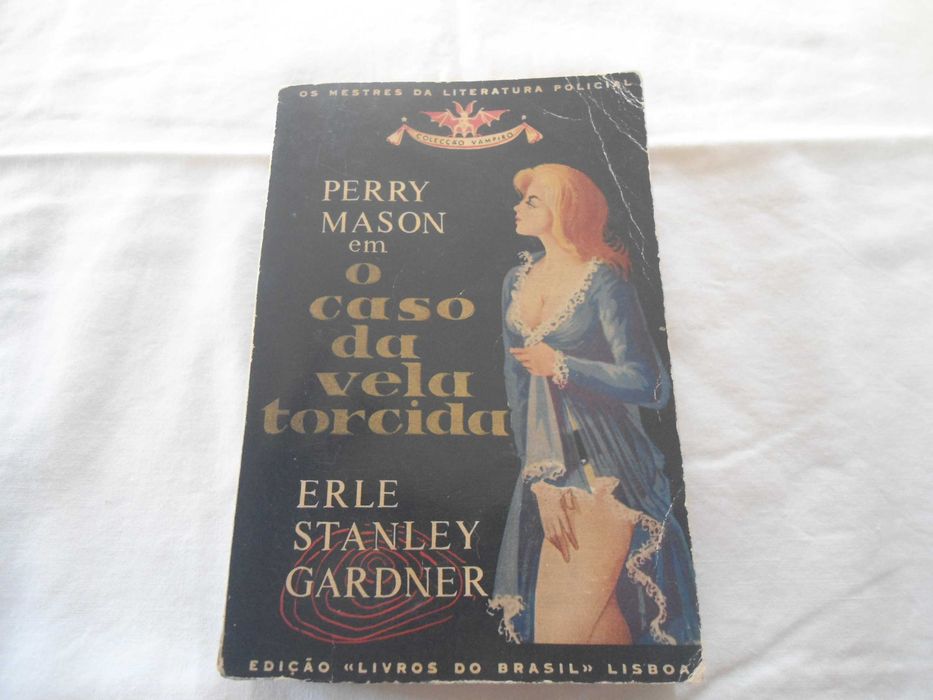 OS MESTRES DA LITERATURA POLICIAL
COLECÇÃO VAMPIRO
PERRY
MASON
em
o
caso
da
vela
torcida
ERLE
STANLEY
GARDNER
EDIÇÃO «LIVROS DO BRASIL» LISBOA